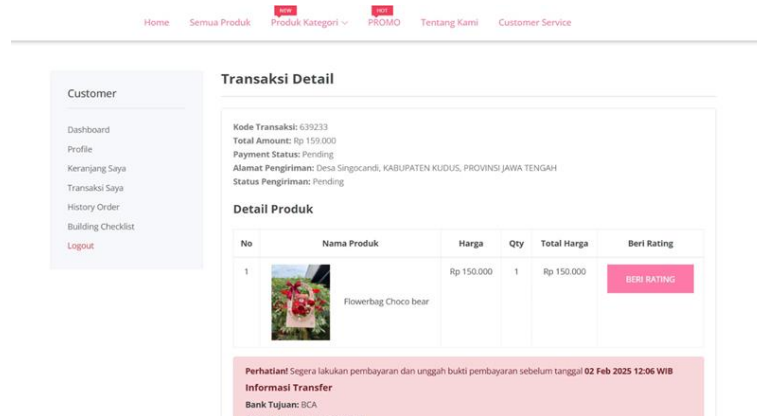 NEW
HOT
Home Semua Produk Produk Kategori PROMO Tentang Kami Customer Service
Customer
Dashboard
Profile
Keranjang Saya
Transaksi Saya
History Order
Building Checklist
Logout
Transaksi Detail
Kode Transaksi: 639233
Total Amount: Rp 159.000
Payment Status: Pending
Alamat Pengiriman: Desa Singocandi, KABUPATEN KUDUS, PROVINSI JAWA TENGAH
Status Pengiriman: Pending
Detail Produk
No Nama Produk Harga Qty Total Harga Beri Rating
1 Flowerbag Choco bear Rp 150.000 1 Rp 150.000 BERI RATING
Perhatian! Segera lakukan pembayaran dan unggah bukti pembayaran sebelum tanggal 02 Feb 2025 12:06 WIB
Informasi Transfer
Bank Tujuan: BCA